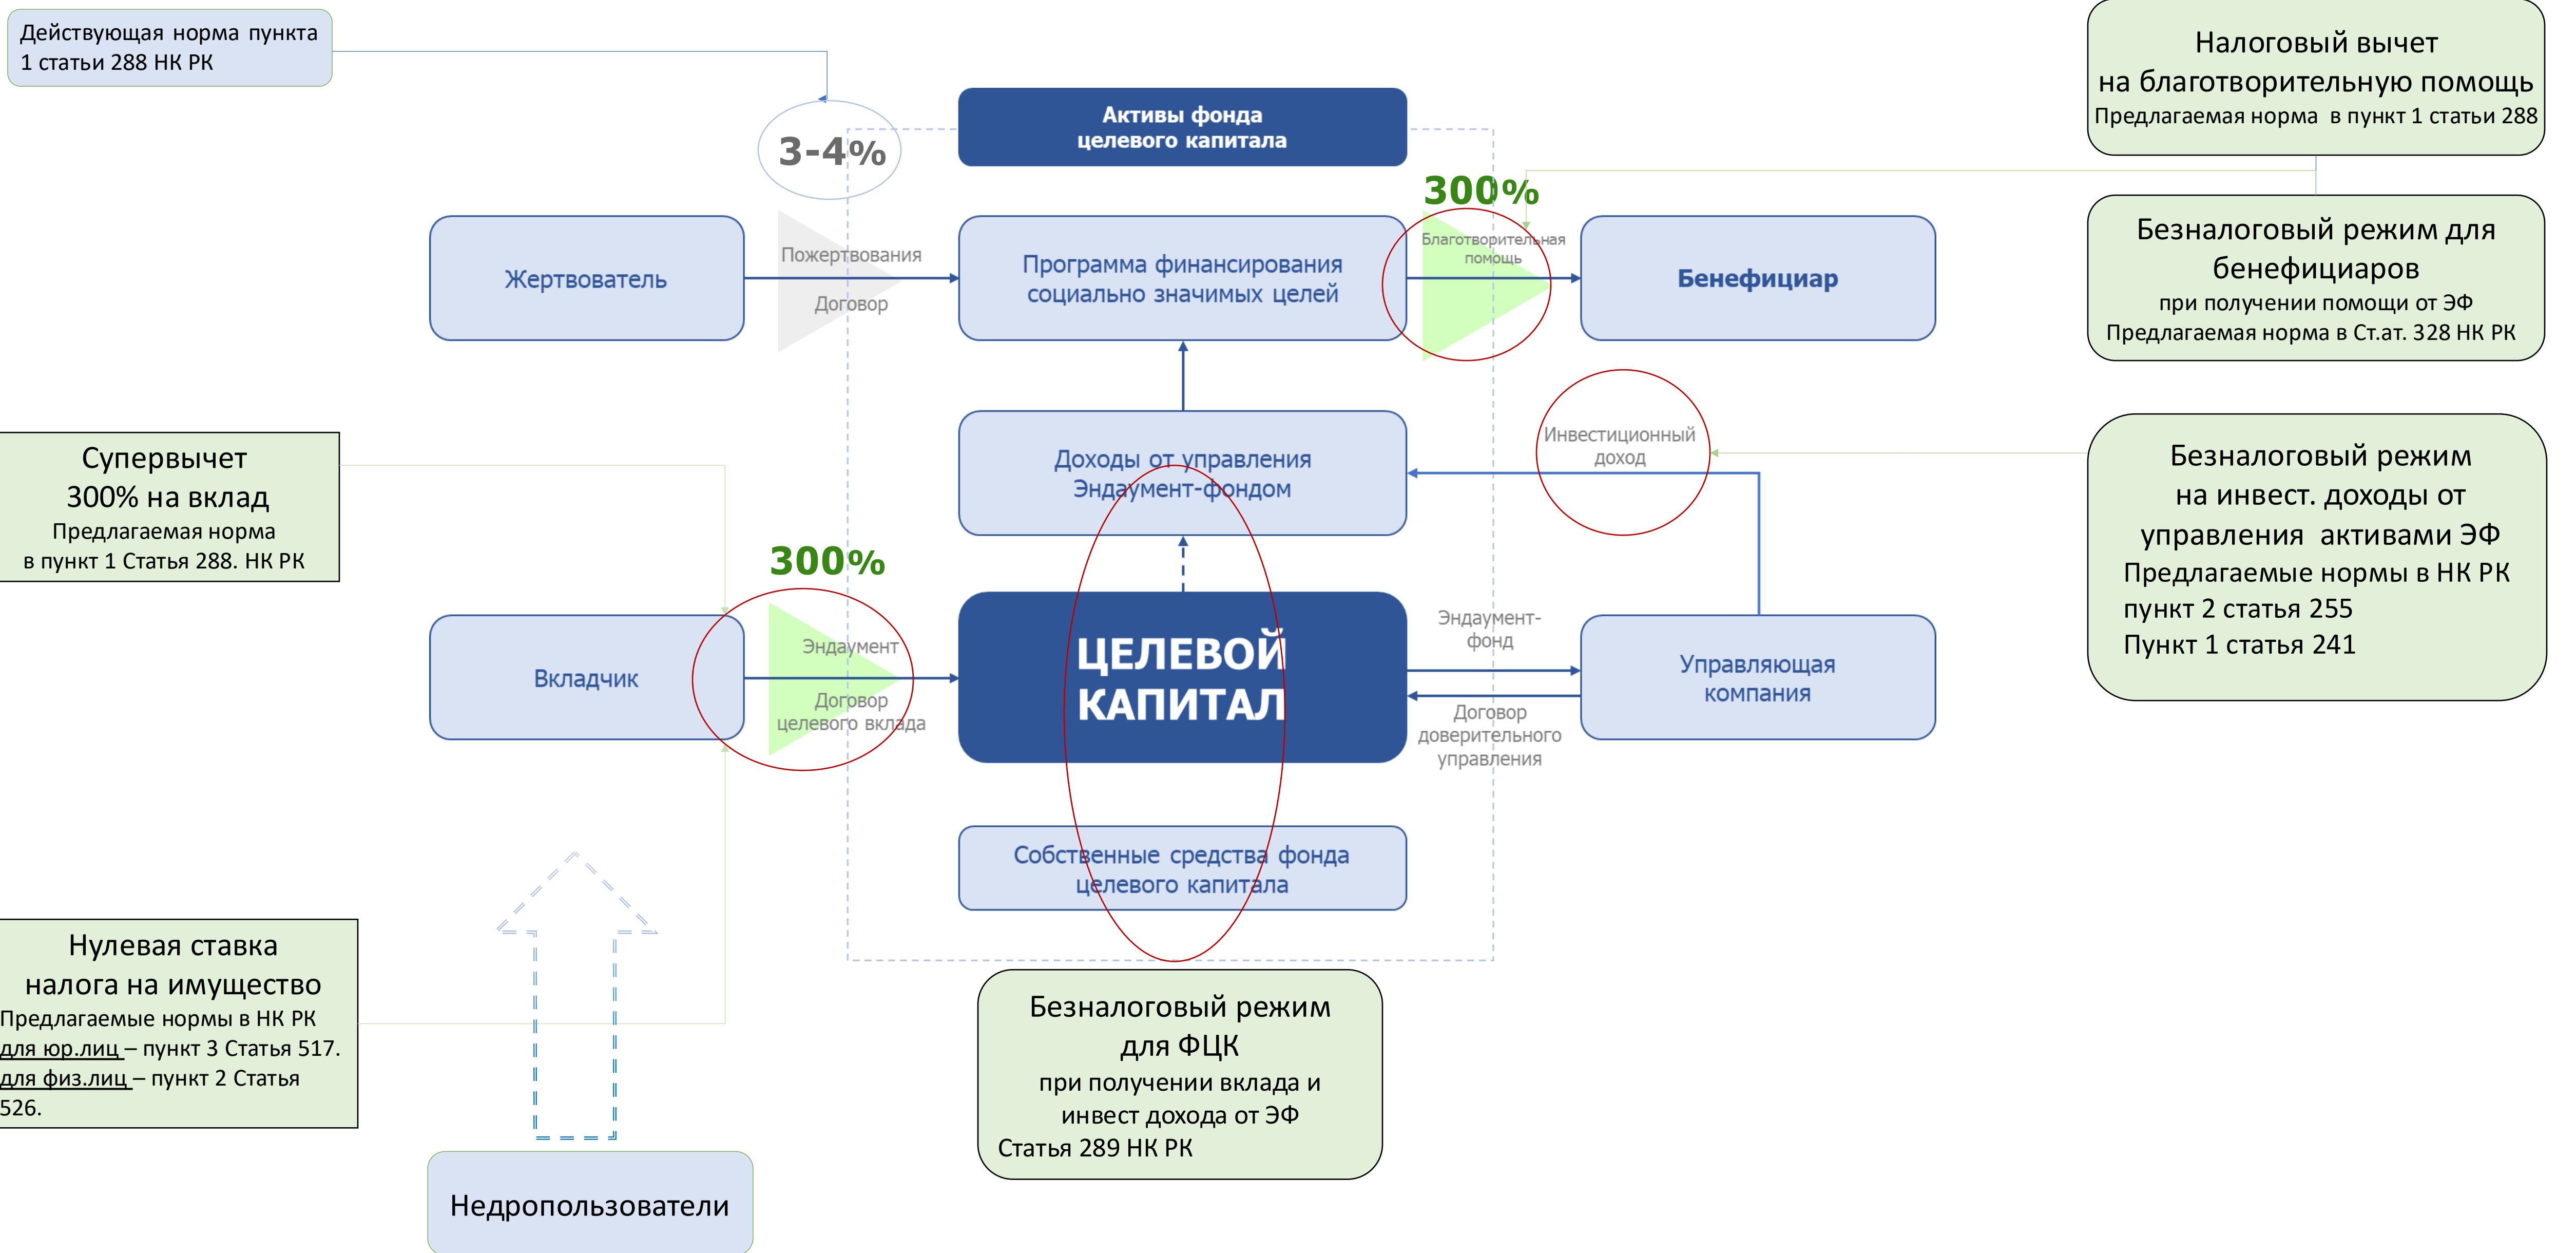 Действующая норма пункта
1 статьи 288 НК РК
Налоговый вычет
на благотворительную помощь
Предлагаемая норма в пункт 1 статьи 288
Активы фонда
целевого капитала
3-4%
300%
Жертвователь
Пожертвования
Договор
Программа финансирования
социально значимых целей
Благотворительная
помощь
Бенефициар
Безналоговый режим для
бенефициаров
при получении помощи от ЭФ
Предлагаемая норма в Ст.ат. 328 НК РК
Супервычет
300% на вклад
Предлагаемая норма
в пункт 1 Статья 288. НК РК
Доходы от управления
Эндаумент-фондом
Инвестиционный
доход
Безналоговый режим
на инвест. доходы от
управления активами ЭФ
Предлагаемые нормы в НК РК
пункт 2 статья 255
Пункт 1 статья 241
300%
Вкладчик
Эндаумент
Договор
целевого вклада
ЦЕЛЕВОЙ
КАПИТАЛ
Эндаумент-
фонд
Договор
доверительного
управления
Управляющая
компания
Собственные средства фонда
целевого капитала
Нулевая ставка
налога на имущество
Предлагаемые нормы в НК РК
для юр.лиц – пункт 3 Статья 517.
для физ.лиц – пункт 2 Статья
526.
Безналоговый режим
для ФЦК
при получении вклада и
инвест дохода от ЭФ
Статья 289 НК РК
Недропользователи